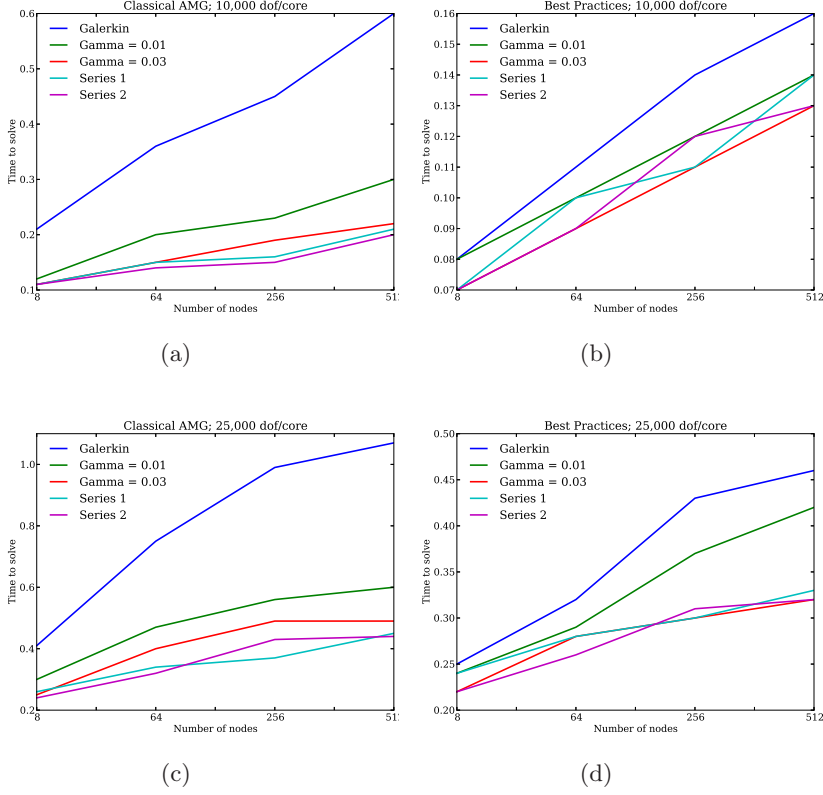 Classical AMG; 10,000 dof/core
0.6
0.5
0.4
0.3
0.2
0.1
Time to solve
Galerkin
Gamma = 0.01
Gamma = 0.03
Series 1
Series 2
8
64
256
512
Number of nodes
(a)
Best Practices; 10,000 dof/core
0.16
0.15
0.14
0.13
0.12
0.11
0.10
0.09
0.08
0.07
Time to solve
Galerkin
Gamma = 0.01
Gamma = 0.03
Series 1
Series 2
8
64
256
512
Number of nodes
(b)
Classical AMG; 25,000 dof/core
1.0
0.8
0.6
0.4
0.2
Time to solve
Galerkin
Gamma = 0.01
Gamma = 0.03
Series 1
Series 2
8
64
256
512
Number of nodes
(c)
Best Practices; 25,000 dof/core
0.50
0.45
0.40
0.35
0.30
0.25
0.20
Time to solve
Galerkin
Gamma = 0.01
Gamma = 0.03
Series 1
Series 2
8
64
256
512
Number of nodes
(d)